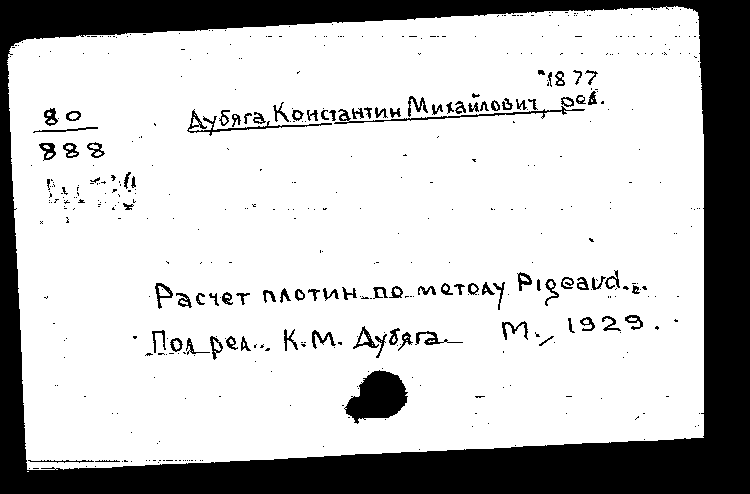 1877
80 Дубяга, Константин Михайлович, ред.
888
Расчет плотин по методу Pigeaud.
Под ред. К.М. Дубяга. М., 1929.